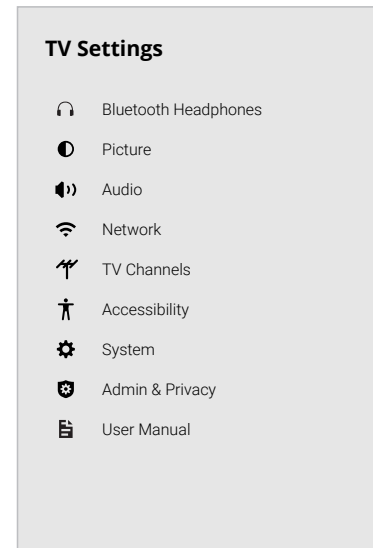 TV Settings
Bluetooth Headphones
Picture
Audio
Network
TV Channels
Accessibility
System
Admin & Privacy
User Manual